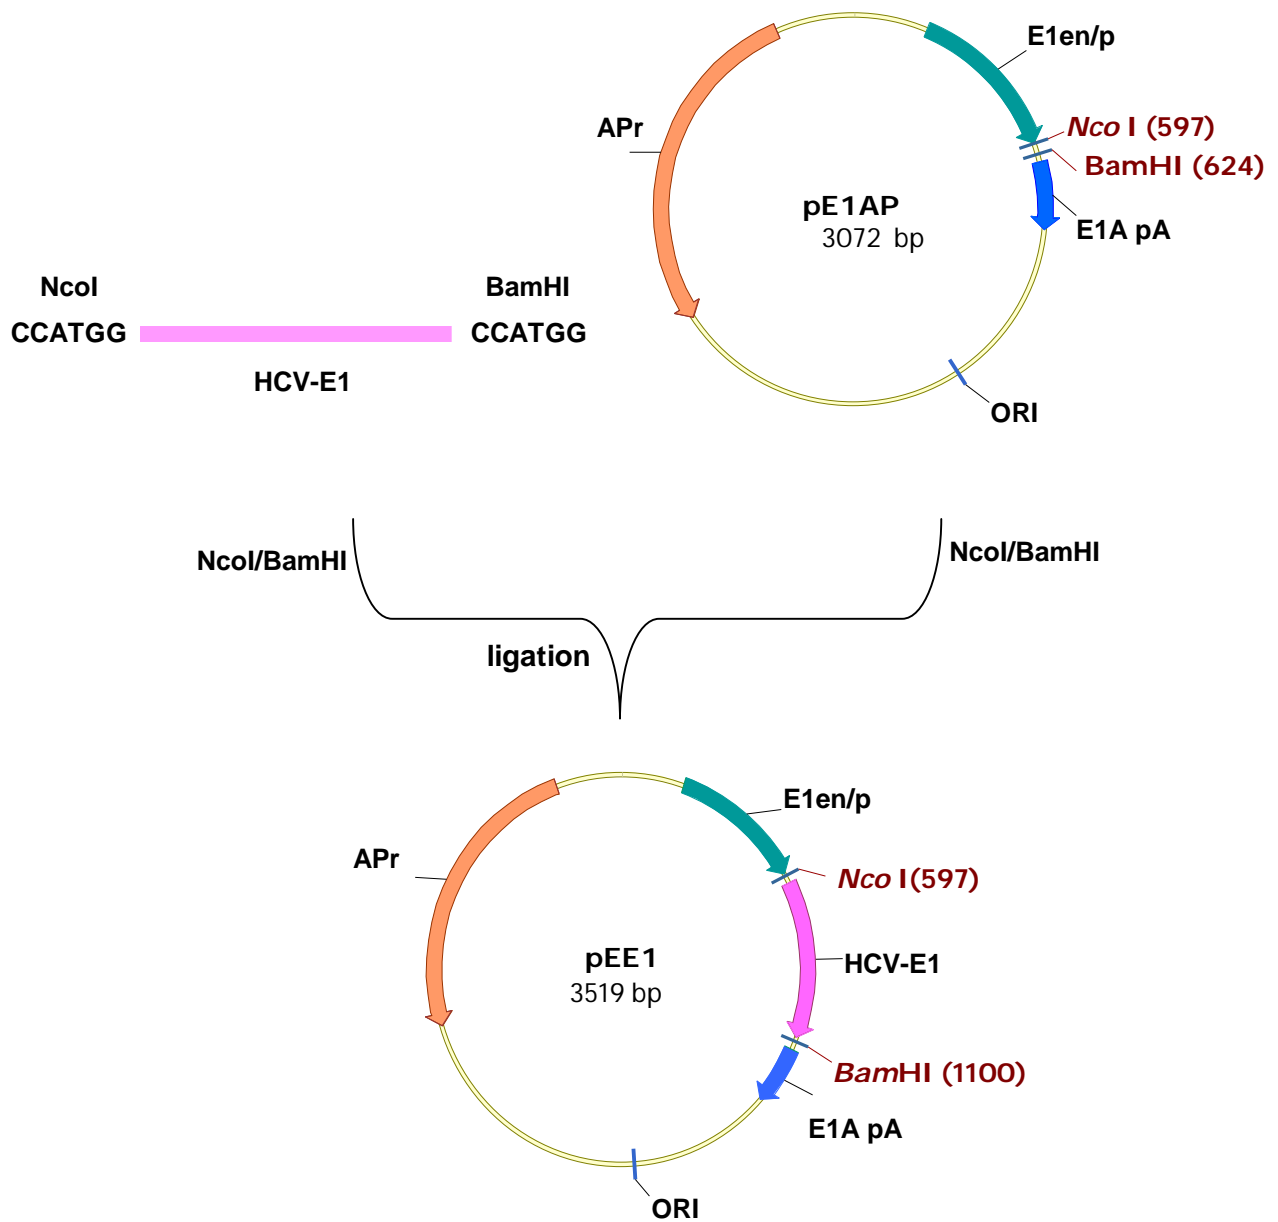 E1en/p
Nco I (597)
BamHI (624)
APr
pE1AP
3072 bp
E1A pA
ORI
NcoI
BamHI
CCATGG
CCATGG
HCV-E1
NcoI/BamHI
NcoI/BamHI
ligation
E1en/p
APr
Nco I(597)
pEE1
3519 bp
HCV-E1
BamHI (1100)
E1A pA
ORI